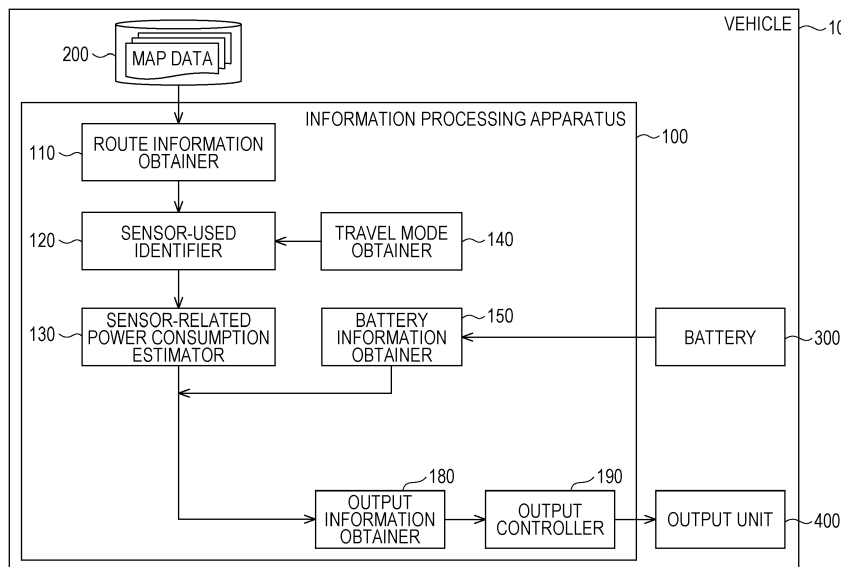 VEHICLE
10
200
MAP DATA
INFORMATION PROCESSING APPARATUS
100
110
ROUTE INFORMATION
OBTAINER
120
SENSOR-USED
IDENTIFIER
TRAVEL MODE
OBTAINER
140
130
SENSOR-RELATED
POWER CONSUMPTION
ESTIMATOR
150
BATTERY
INFORMATION
OBTAINER
BATTERY
300
180
OUTPUT
INFORMATION
OBTAINER
190
OUTPUT
CONTROLLER
OUTPUT UNIT
400